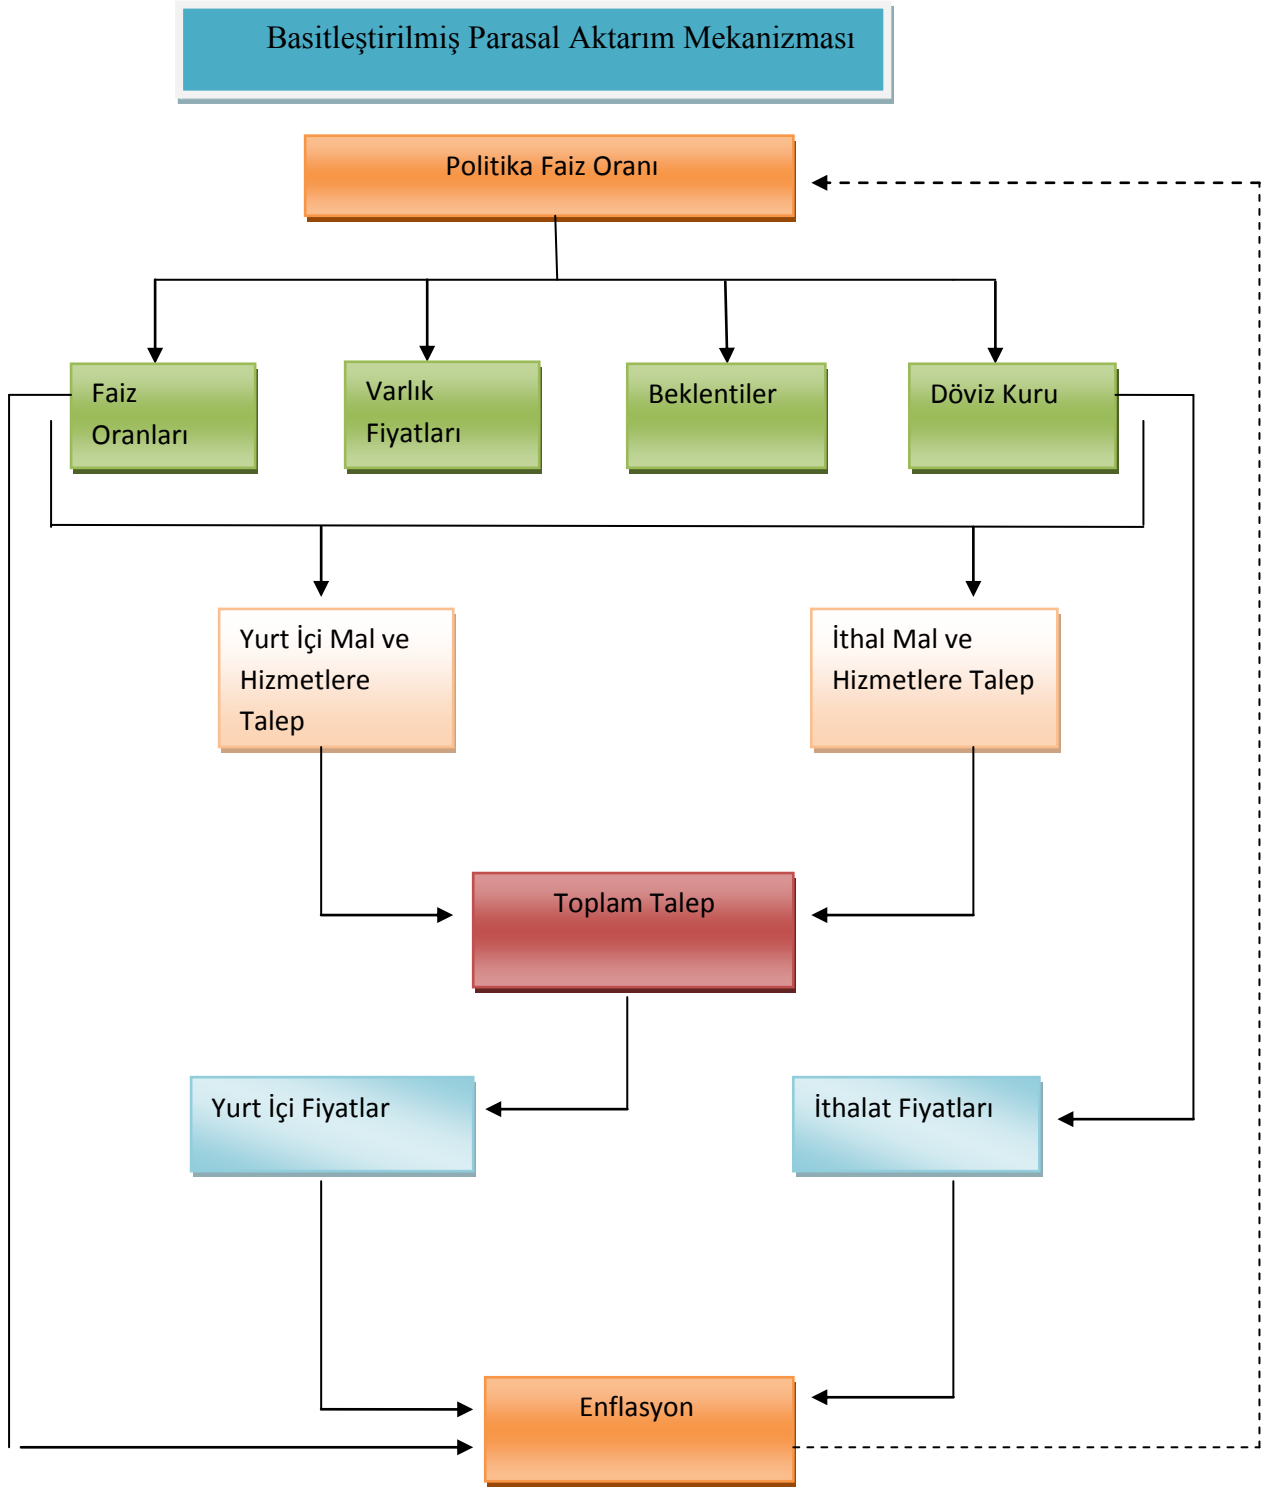 Basitleştirilmiş Parasal Aktarım Mekanizması
Politika Faiz Oranı
Faiz
Oranları
Varlık
Fiyatları
Beklentiler
Döviz Kuru
Yurt İçi Mal ve
Hizmetlere
Talep
İthal Mal ve
Hizmetlere Talep
Toplam Talep
Yurt İçi Fiyatlar
İthalat Fiyatları
Enflasyon